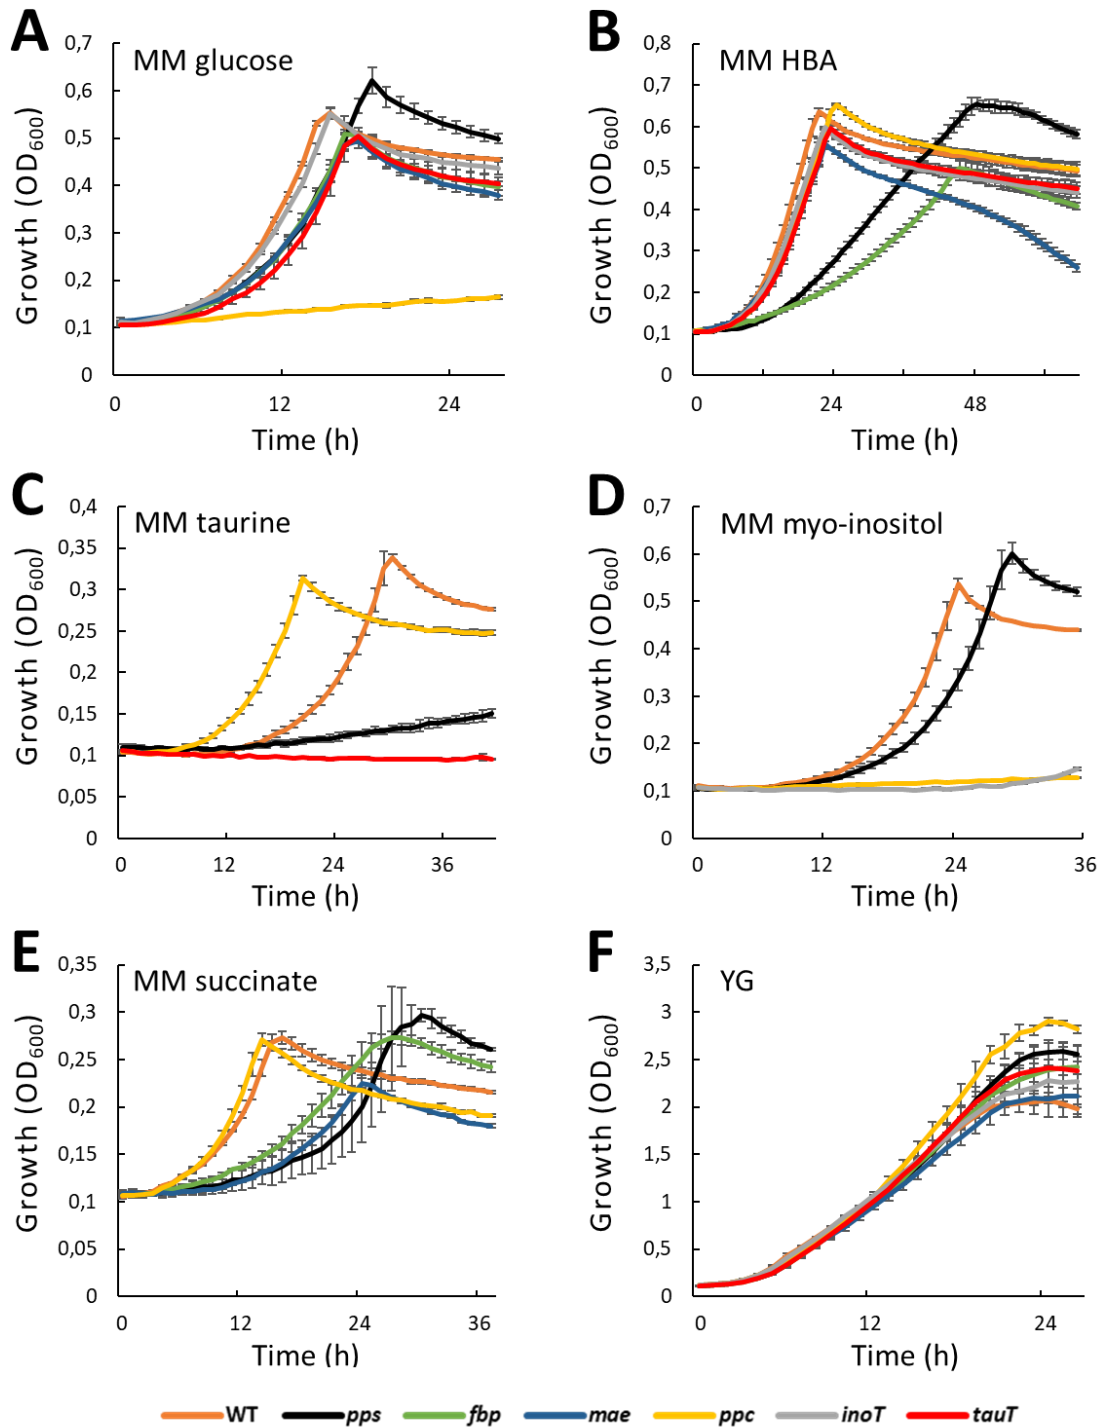 A
MM glucose
Growth (OD600)
0,7
0,6
0,5
0,4
0,3
0,2
0,1
0
0 12 24
Time (h)
B
MM HBA
Growth (OD600)
0,8
0,7
0,6
0,5
0,4
0,3
0,2
0,1
0
0 24 48
Time (h)
C
MM taurine
Growth (OD600)
0,4
0,35
0,3
0,25
0,2
0,15
0,1
0,05
0
0 12 24 36
Time (h)
D
MM myo-inositol
Growth (OD600)
0,7
0,6
0,5
0,4
0,3
0,2
0,1
0
0 12 24 36
Time (h)
E
MM succinate
Growth (OD600)
0,35
0,3
0,25
0,2
0,15
0,1
0,05
0
0 12 24 36
Time (h)
F
YG
Growth (OD600)
3,5
3
2,5
2
1,5
1
0,5
0
0 12 24
Time (h)
WT pps fbp mae ppc inoT tauT